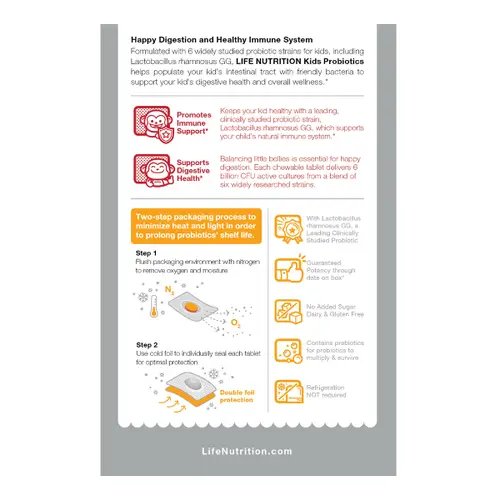 Happy Digestion and Healthy Immune System
Formulated with 6 widely studied probiotic strains for kids, including
Lactobacillus rhamnosus GG, LIFE NUTRITION Kids Probiotics
helps populate your kid's intestinal tract with friendly bacteria to
support your kid's digestive health and overall wellness.*
Promotes
Immune
Support*
Keeps your kid healthy with a leading,
clinically studied probiotic strain,
Lactobacillus rhamnosus GG, which supports
your child's natural immune system.*
Supports
Digestive
Health*
Balancing little bellies is essential for happy
digestion. Each chewable tablet delivers 6
billion CFU active cultures from a blend of
six widely researched strains.
Two-step packaging process to
minimize heat and light in order
to prolong probiotics' shelf life.
Step 1
Flush packaging environment with nitrogen
to remove oxygen and moisture
N2
O2
Step 2
Use cold foil to individually seal each tablet
for optimal protection
Double foil
protection
With Lactobacillus
rhamnosus GG, a
Leading Clinically
Studied Probiotic
Guaranteed
Potency through
date on box*
No Added Sugar
Dairy & Gluten Free
Contains prebiotics
for probiotics to
multiply & survive
Refrigeration
NOT required
LifeNutrition.com